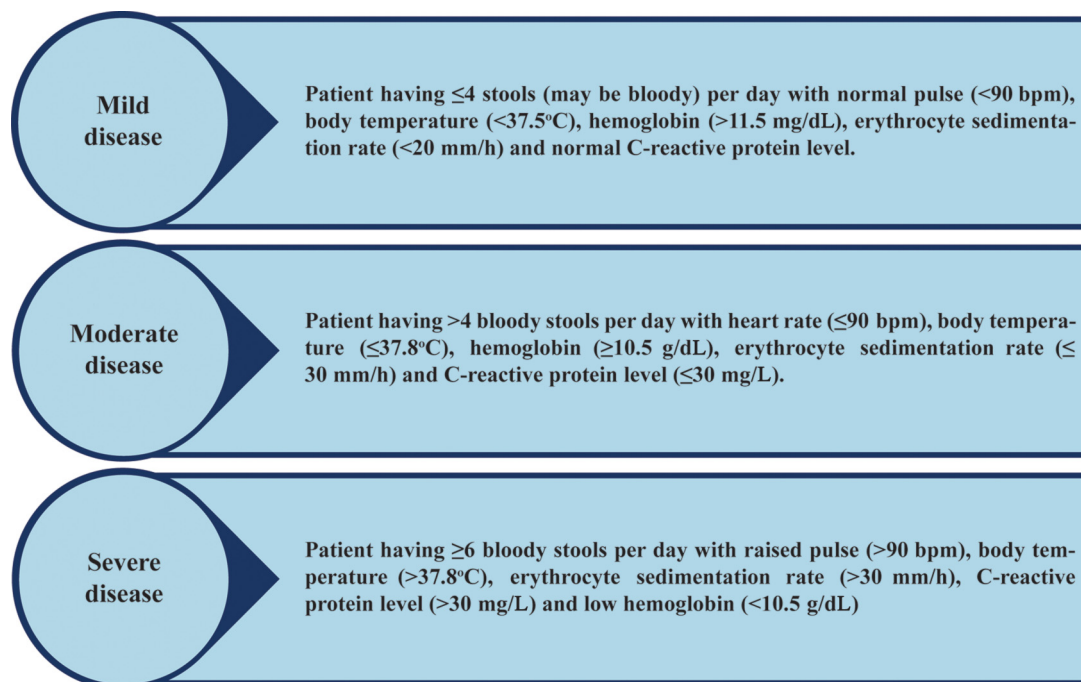 Mild
disease
Patient having ≤4 stools (may be bloody) per day with normal pulse (<90 bpm),
body temperature (<37.5°C), hemoglobin (>11.5 mg/dL), erythrocyte sedimenta-
tion rate (<20 mm/h) and normal C-reactive protein level.
Moderate
disease
Patient having >4 bloody stools per day with heart rate (≤90 bpm), body tempera-
ture (≤37.8°C), hemoglobin (≥10.5 g/dL), erythrocyte sedimentation rate (≤
30 mm/h) and C-reactive protein level (≤30 mg/L).
Severe
disease
Patient having ≥6 bloody stools per day with raised pulse (>90 bpm), body tem-
perature (>37.8°C), erythrocyte sedimentation rate (>30 mm/h), C-reactive
protein level (>30 mg/L) and low hemoglobin (<10.5 g/dL)